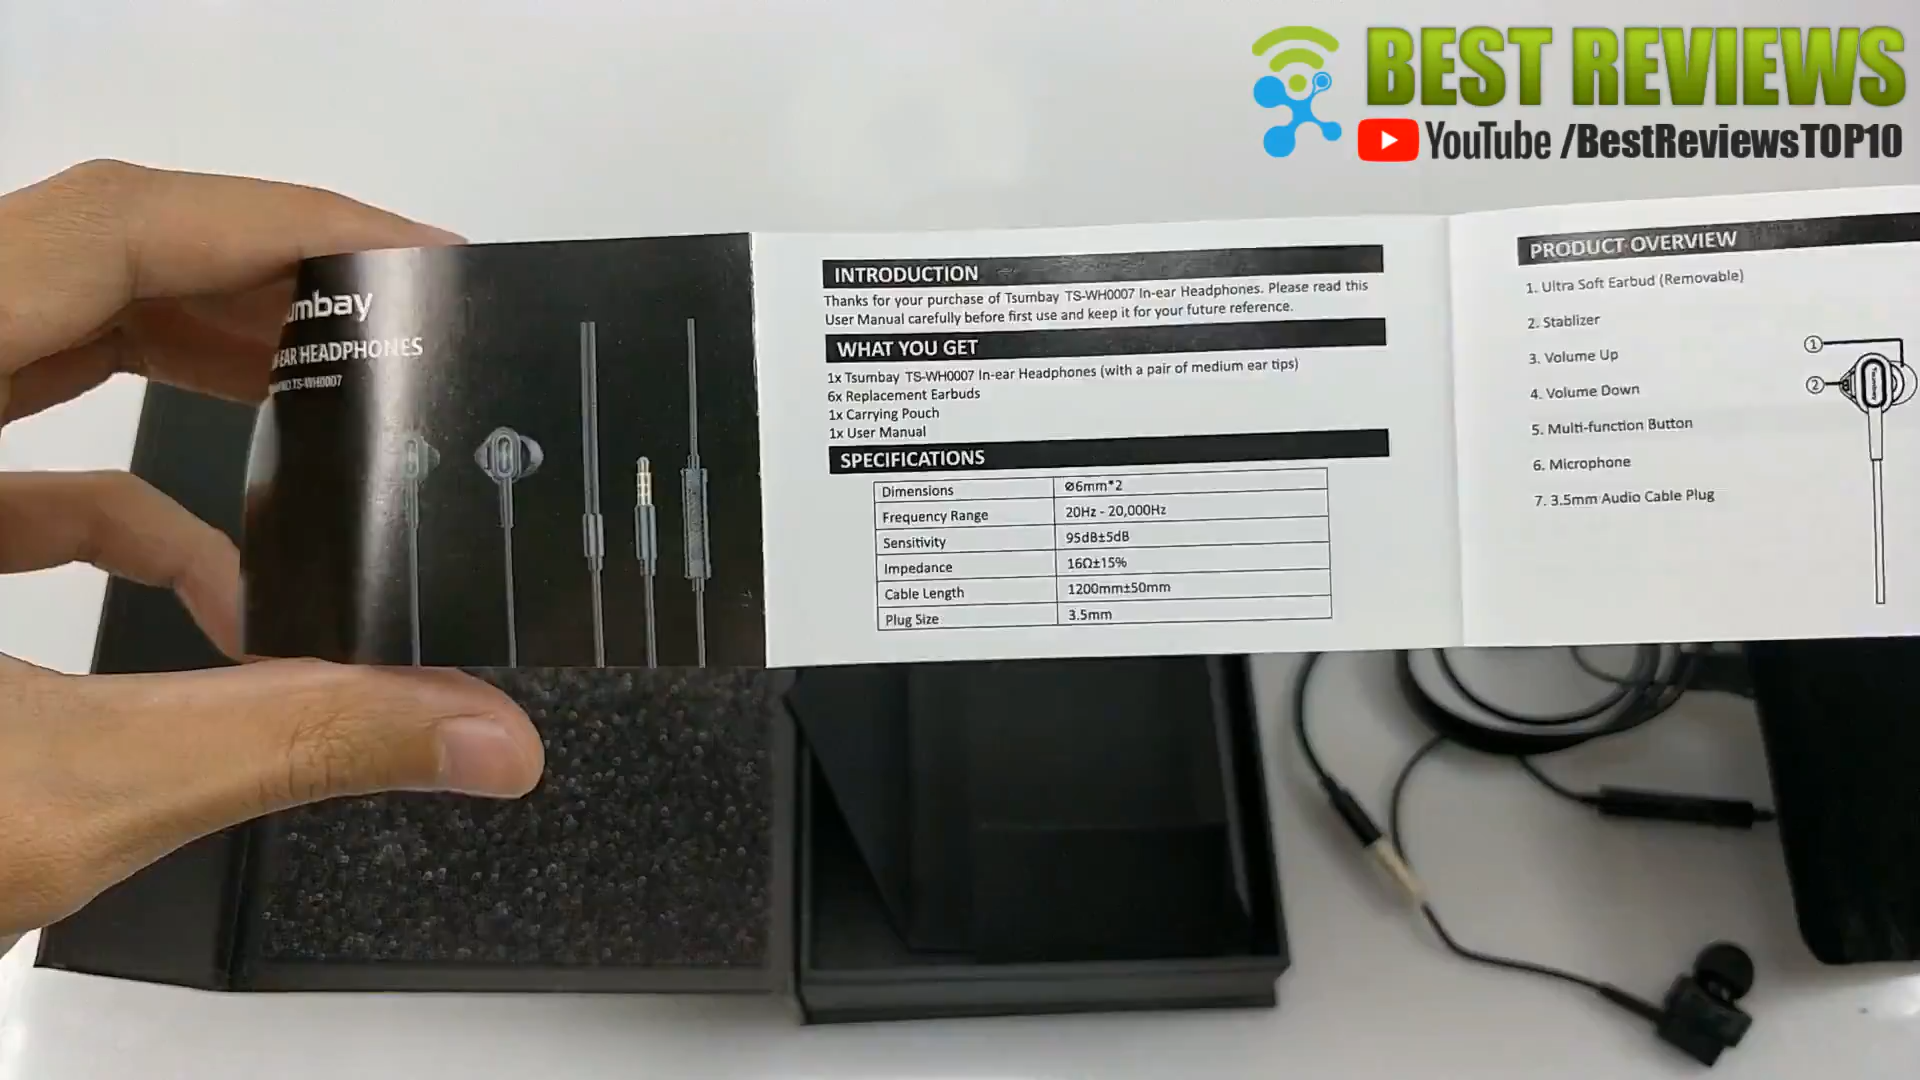 BEST REVIEWS
YouTube /BestReviewsTOP10
umbay
EAR HEADPHONES
NO.TS-WH0007
INTRODUCTION
Thanks for your purchase of Tsumbay TS-WH0007 In-ear Headphones. Please read this
User Manual carefully before first use and keep it for your future reference.
WHAT YOU GET
1x Tsumbay TS-WH0007 In-ear Headphones (with a pair of medium ear tips)
6x Replacement Earbuds
1x Carrying Pouch
1x User Manual
SPECIFICATIONS
Dimensions Ø6mm*2
Frequency Range 20Hz - 20,000Hz
Sensitivity 95dB±5dB
Impedance 16Ω±15%
Cable Length 1200mm±50mm
Plug Size 3.5mm
PRODUCT OVERVIEW
1. Ultra Soft Earbud (Removable)
2. Stablizer
3. Volume Up
4. Volume Down
5. Multi-function Button
6. Microphone
7. 3.5mm Audio Cable Plug
1
2
Tsumbay